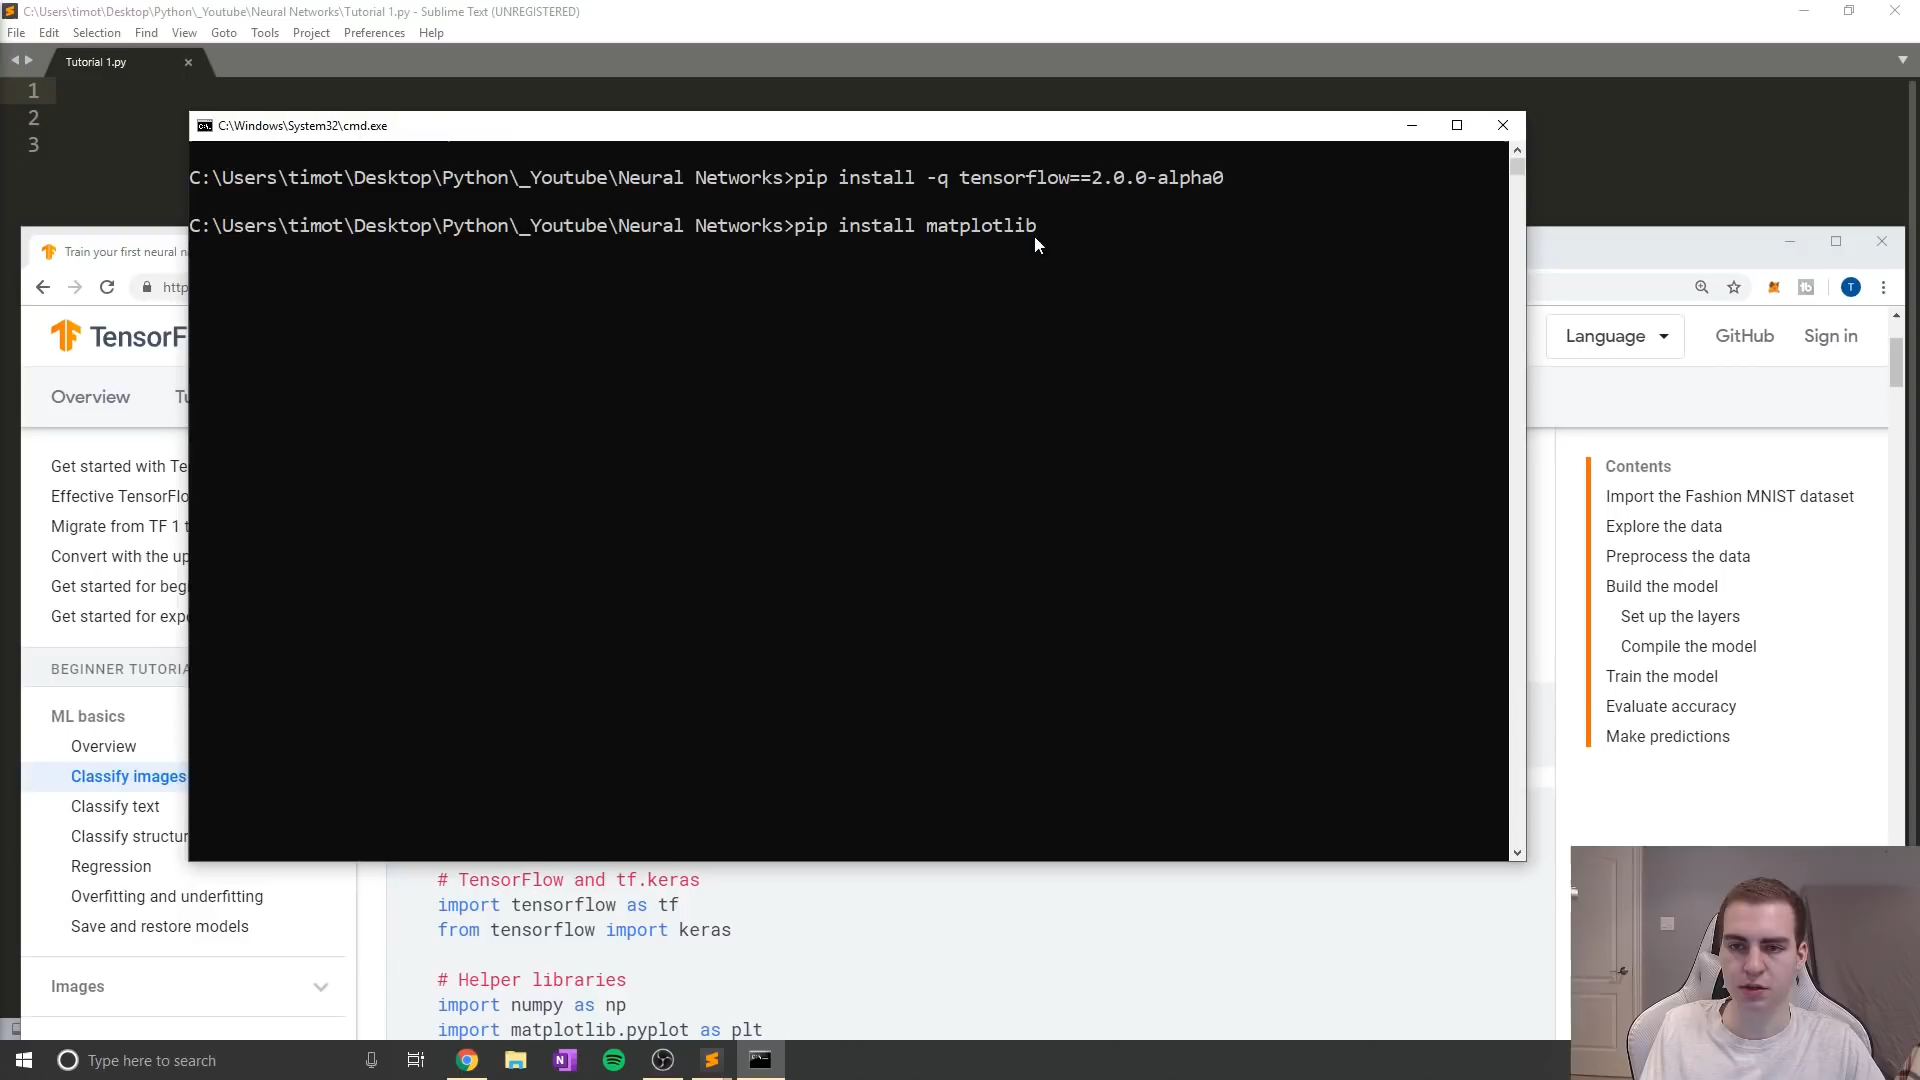 C:\Users\timot\Desktop\Python\_Youtube\Neural Networks\Tutorial 1.py - Sublime Text (UNREGISTERED)
File Edit Selection Find View Goto Tools Project Preferences Help
Tutorial 1.py
1
2
3
C:\Windows\System32\cmd.exe
C:\Users\timot\Desktop\Python\_Youtube\Neural Networks>pip install -q tensorflow==2.0.0-alpha0
C:\Users\timot\Desktop\Python\_Youtube\Neural Networks>pip install matplotlib
Train your first neural n
http
T
TensorF
Language GitHub Sign in
Overview Tu
Get started with Te
Effective TensorFlo
Migrate from TF 1 t
Convert with the up
Get started for begi
Get started for expe
BEGINNER TUTORIA
ML basics
Overview
Classify images
Classify text
Classify structur
Regression
Overfitting and underfitting
Save and restore models
Images
Contents
Import the Fashion MNIST dataset
Explore the data
Preprocess the data
Build the model
Set up the layers
Compile the model
Train the model
Evaluate accuracy
Make predictions
# TensorFlow and tf.keras
import tensorflow as tf
from tensorflow import keras
# Helper libraries
import numpy as np
import matplotlib.pyplot as plt
Type here to search